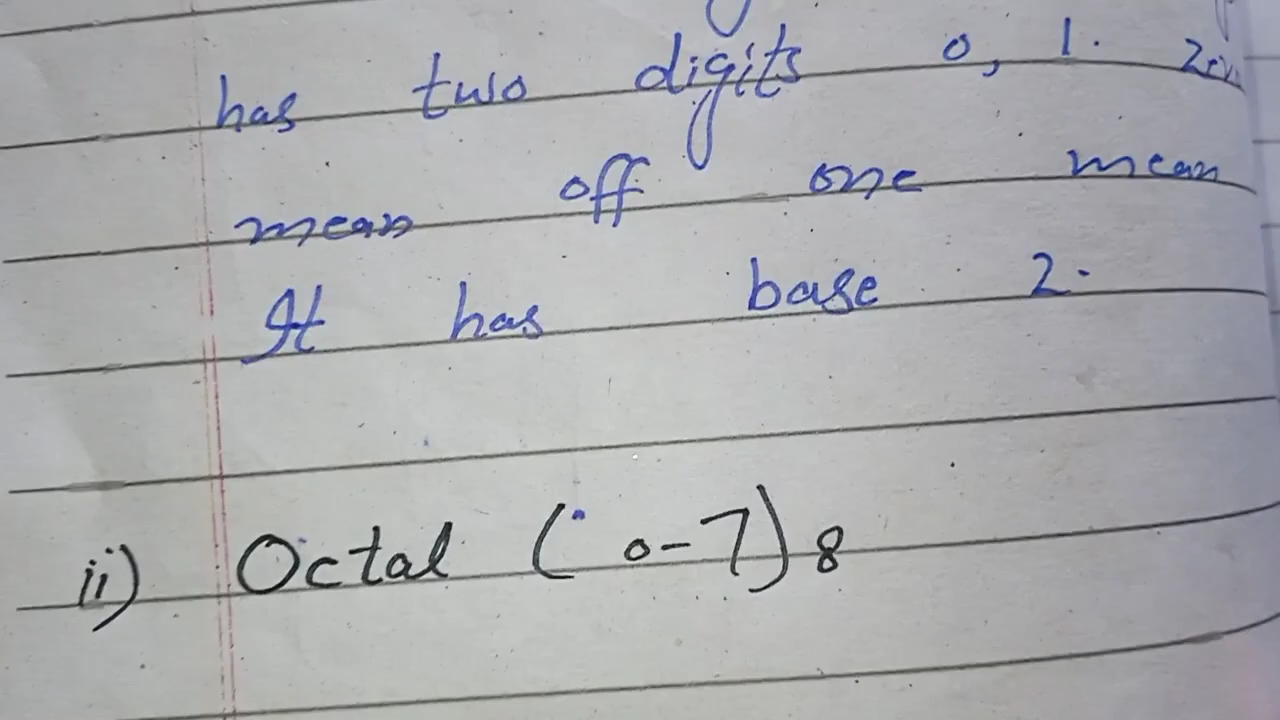 has two digits 0, 1.
mean off one mean
It has base 2.
ii) Octal ( 0-7)8